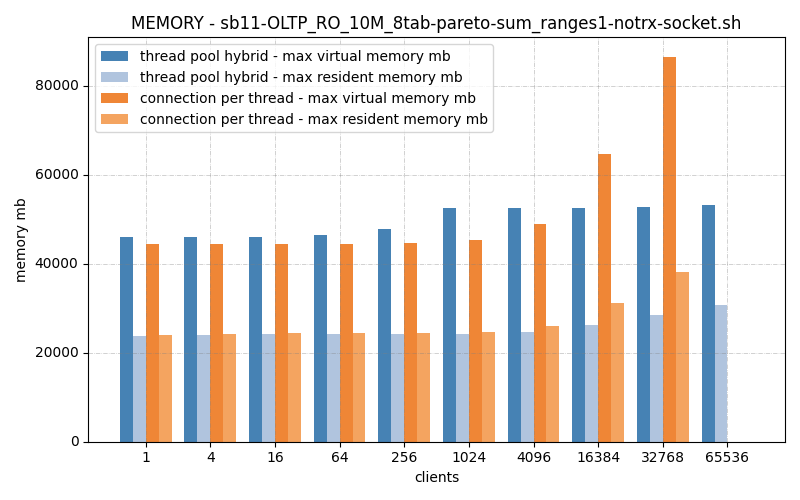 MEMORY - sb11-OLTP_RO_10M_8tab-pareto-sum_ranges1-notrx-socket.sh
thread pool hybrid - max virtual memory mb
thread pool hybrid - max resident memory mb
connection per thread - max virtual memory mb
connection per thread - max resident memory mb
80000
60000
40000
20000
0
memory mb
1 4 16 64 256 1024 4096 16384 32768 65536
clients